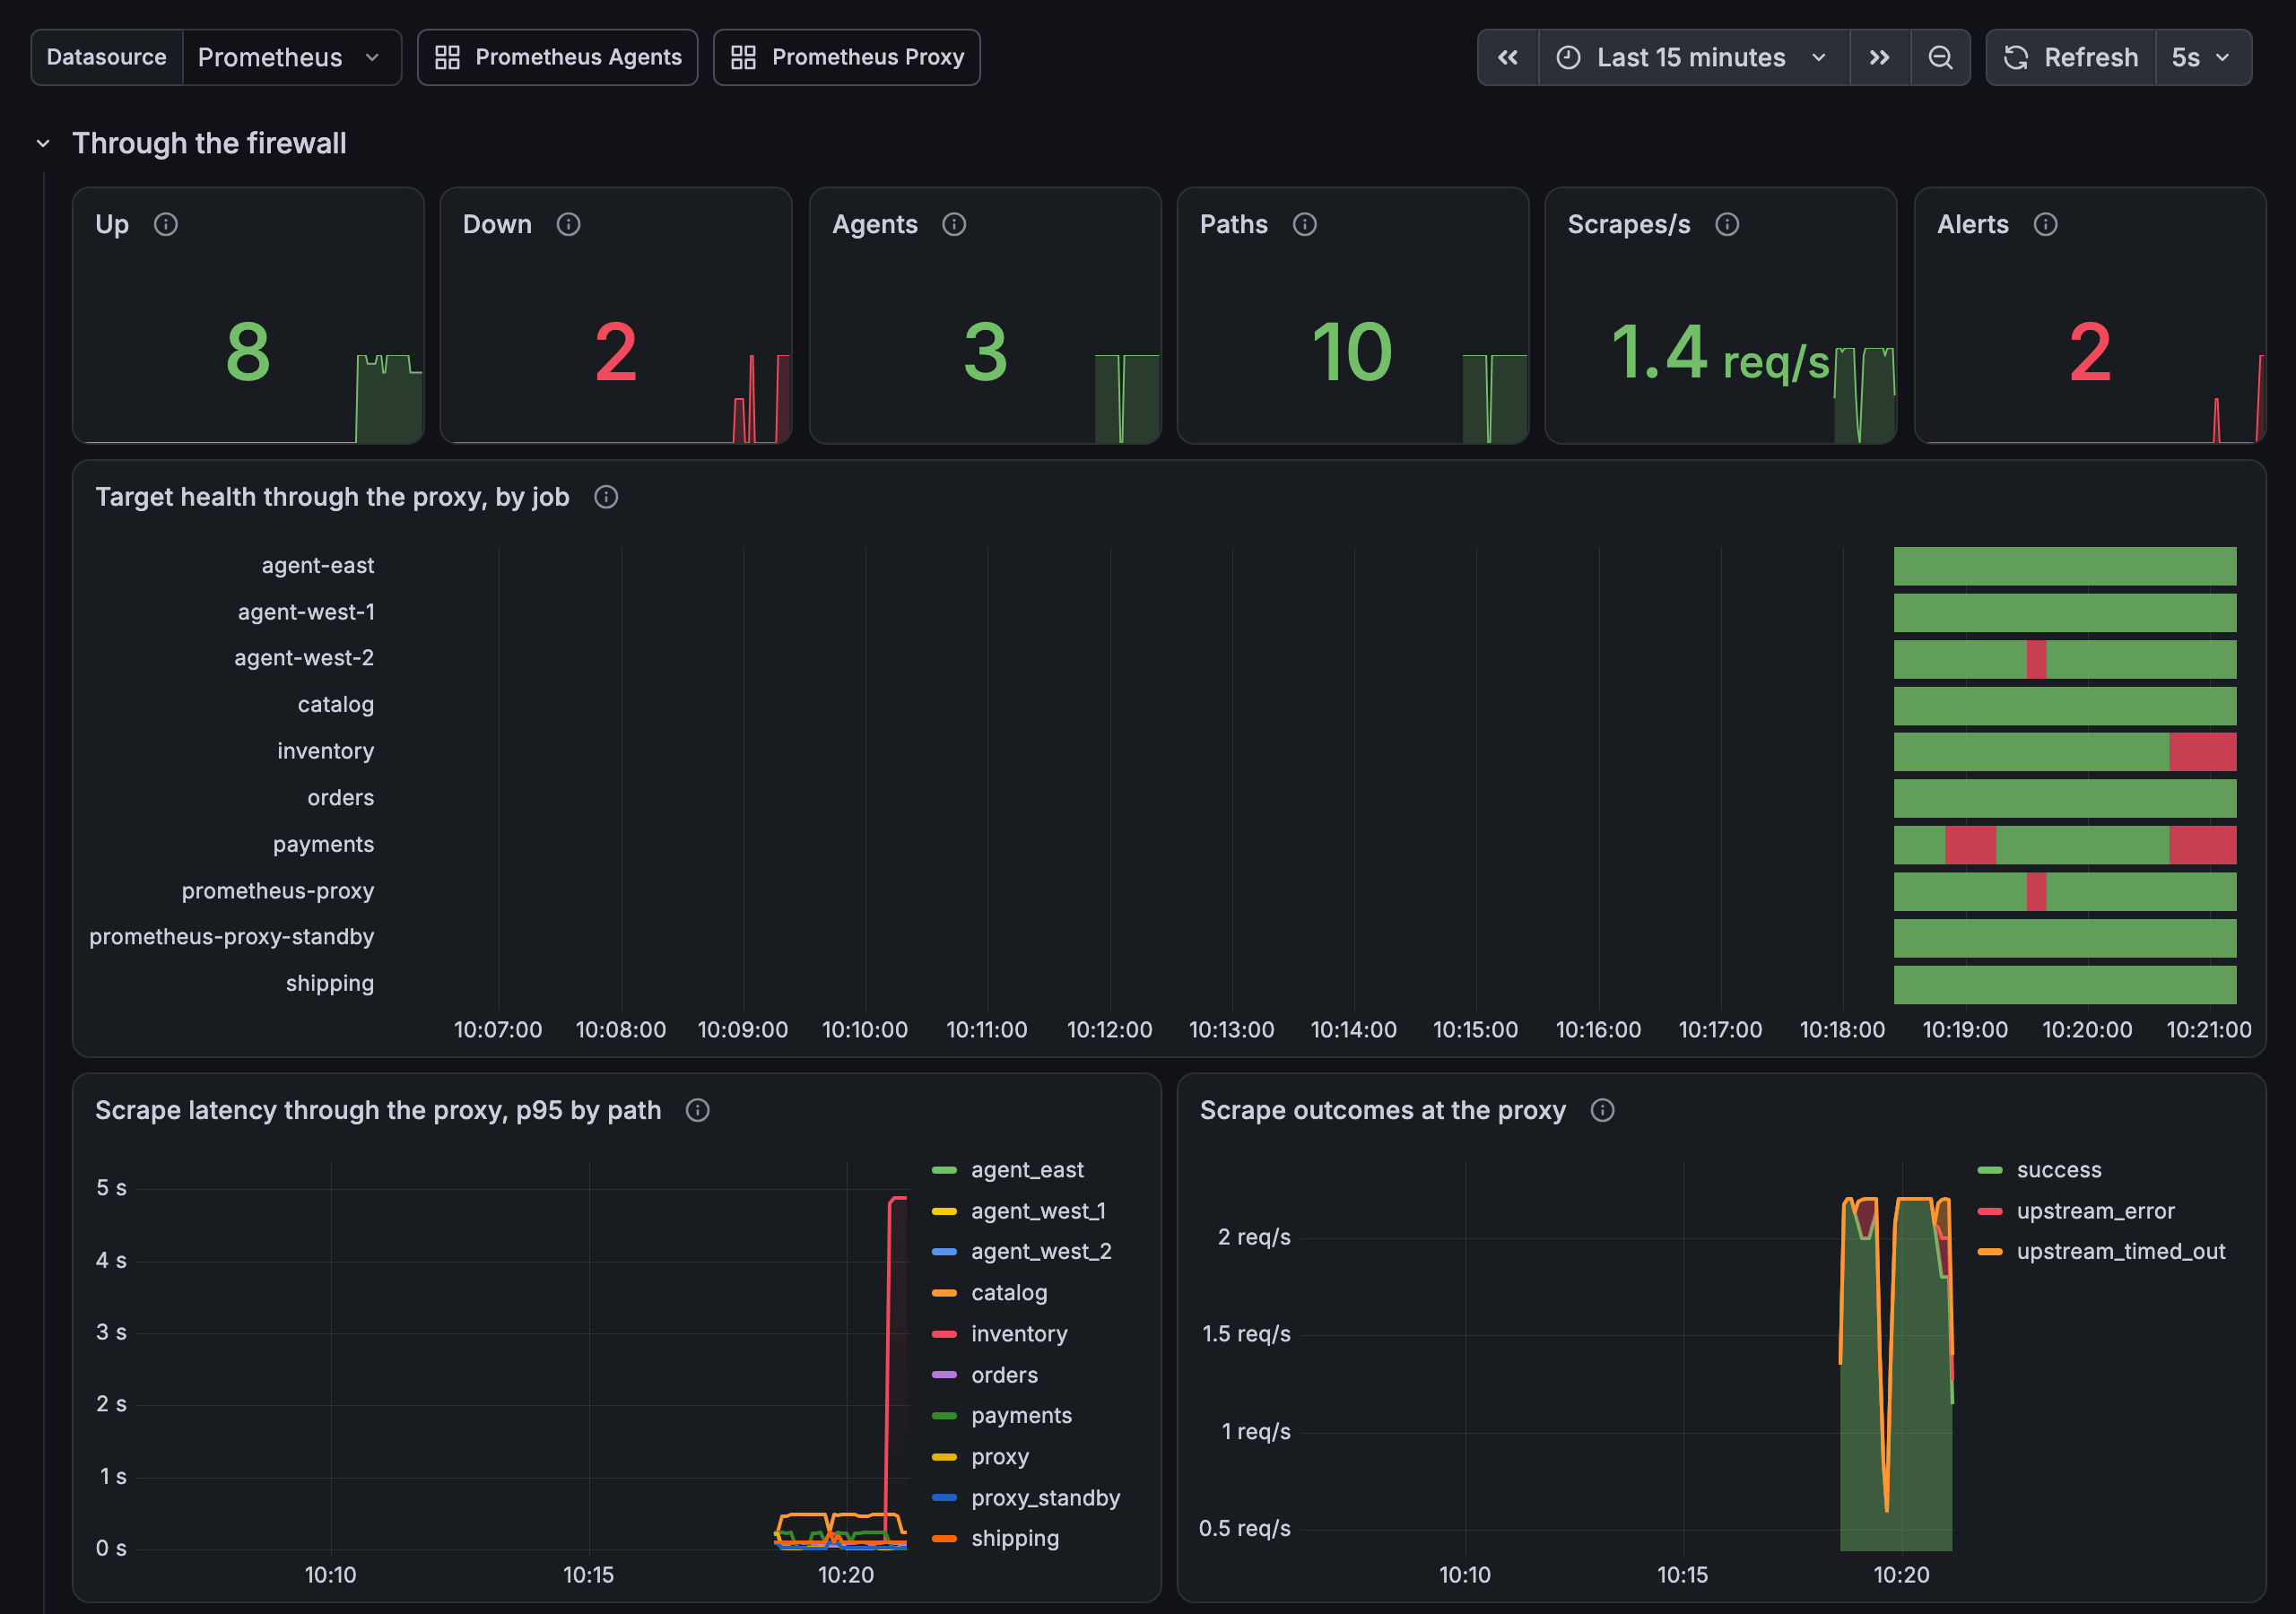 Datasource Prometheus Prometheus Agents Prometheus Proxy Last 15 minutes Refresh 5s
Through the firewall
Up Down Agents Paths Scrapes/s Alerts
8 2 3 10 1.4 req/s 2
Target health through the proxy, by job
agent-east
agent-west-1
agent-west-2
catalog
inventory
orders
payments
prometheus-proxy
prometheus-proxy-standby
shipping
10:07:00 10:08:00 10:09:00 10:10:00 10:11:00 10:12:00 10:13:00 10:14:00 10:15:00 10:16:00 10:17:00 10:18:00 10:19:00 10:20:00 10:21:00
Scrape latency through the proxy, p95 by path
5 s
4 s
3 s
2 s
1 s
0 s
10:10 10:15 10:20
agent_east
agent_west_1
agent_west_2
catalog
inventory
orders
payments
proxy
proxy_standby
shipping
Scrape outcomes at the proxy
2 req/s
1.5 req/s
1 req/s
0.5 req/s
10:10 10:15 10:20
success
upstream_error
upstream_timed_out